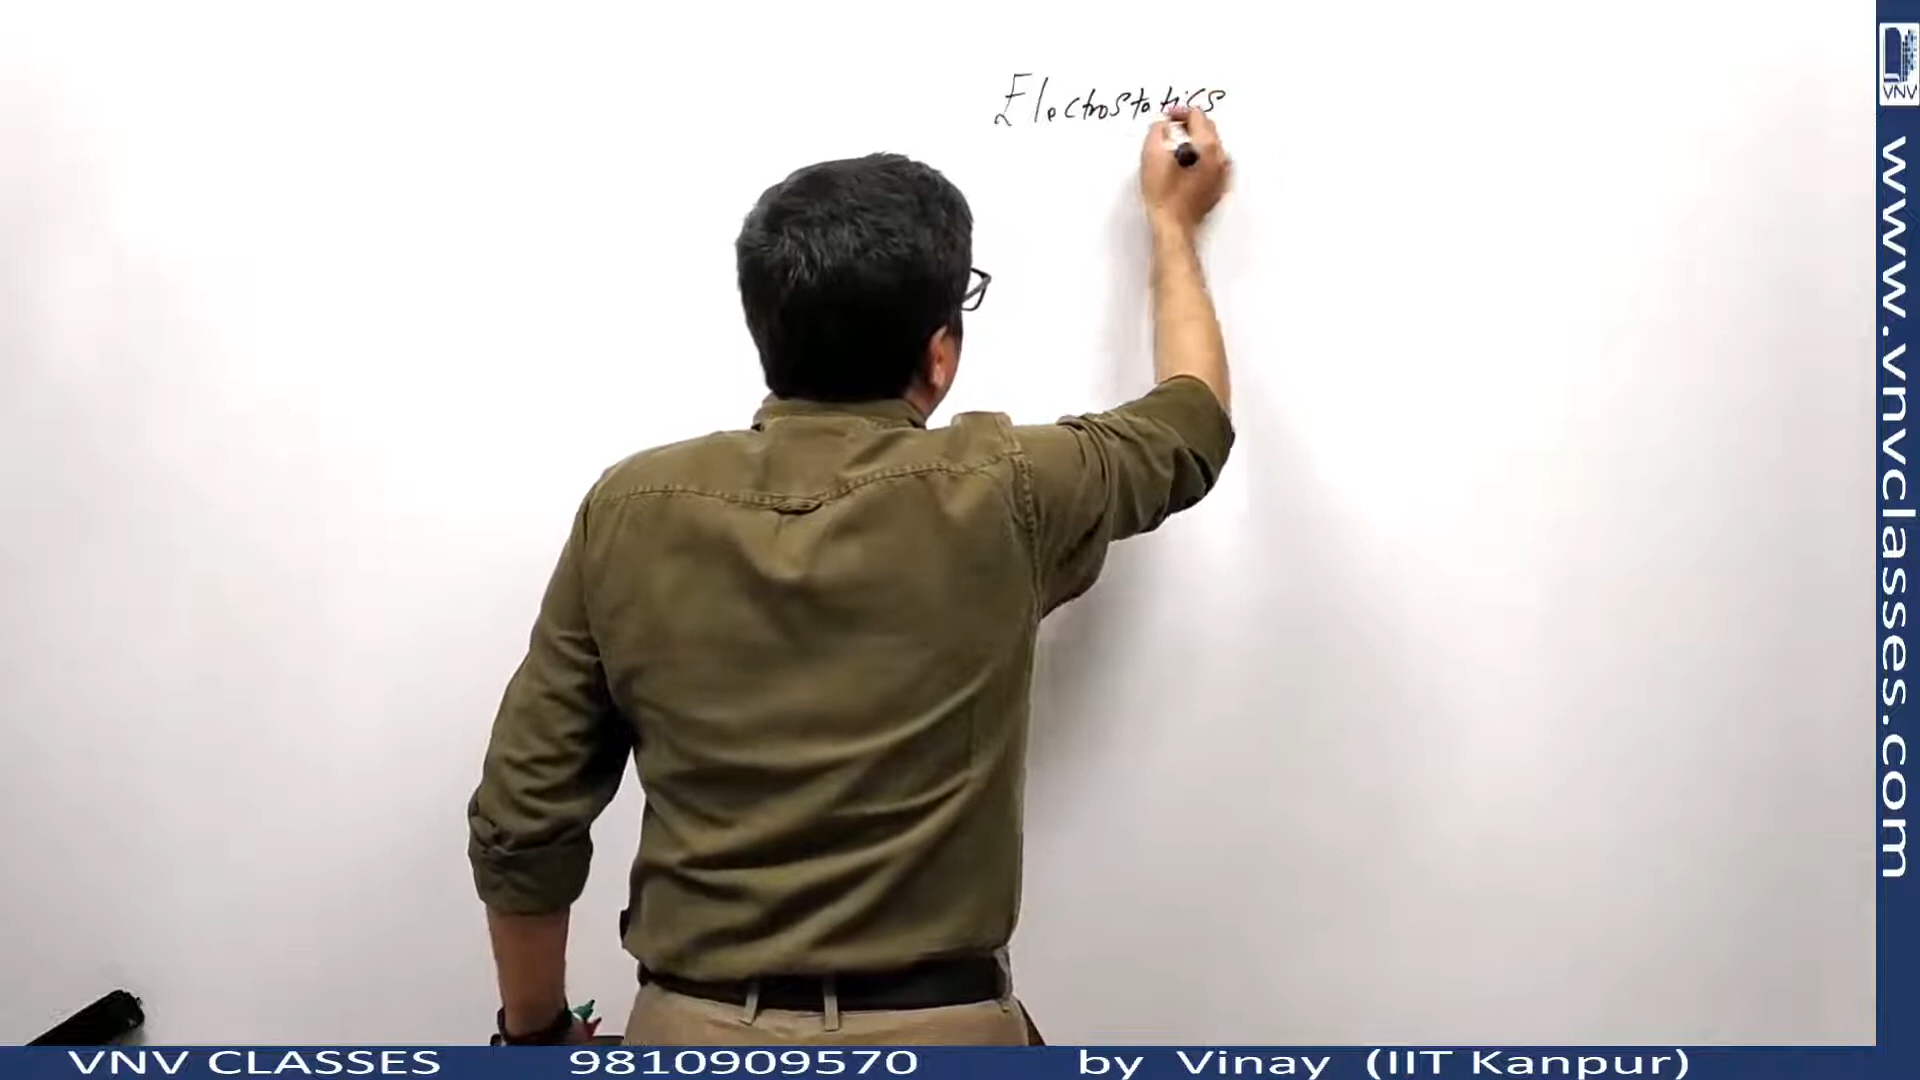 Electrostatics
VNV
www.vnvclasses.com
VNV CLASSES 9810909570 by Vinay (IIT Kanpur)